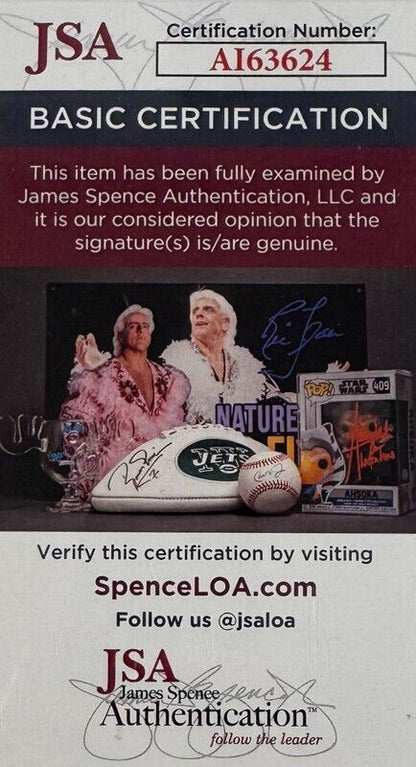 JSA
Certification Number:
AI63624
BASIC CERTIFICATION
This item has been fully examined by
James Spence Authentication, LLC and
it is our considered opinion that the
signature(s) is/are genuine.
NATURE
POP!
STAR WARS
409
JETS
AHSOKA
Verify this certification by visiting
SpenceLOA.com
Follow us @jsaloa
JSA
James Spence
Authentication™
follow the leader